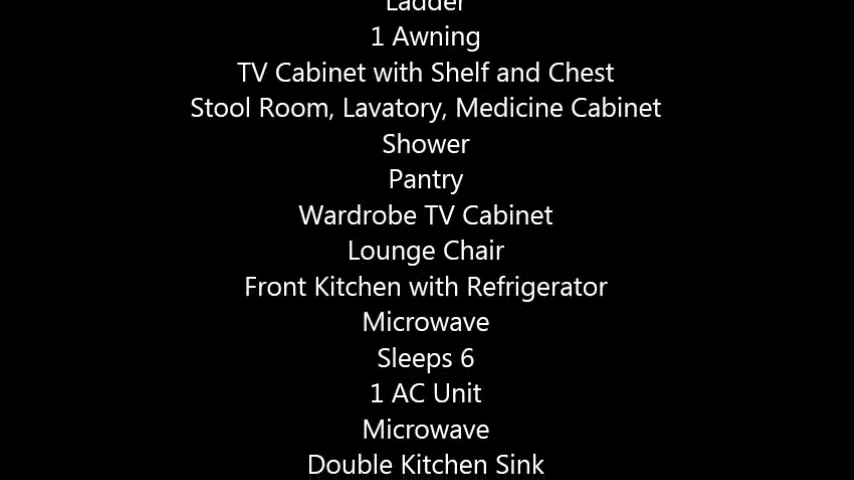 Ladder
1 Awning
TV Cabinet with Shelf and Chest
Stool Room, Lavatory, Medicine Cabinet
Shower
Pantry
Wardrobe TV Cabinet
Lounge Chair
Front Kitchen with Refrigerator
Microwave
Sleeps 6
1 AC Unit
Microwave
Double Kitchen Sink